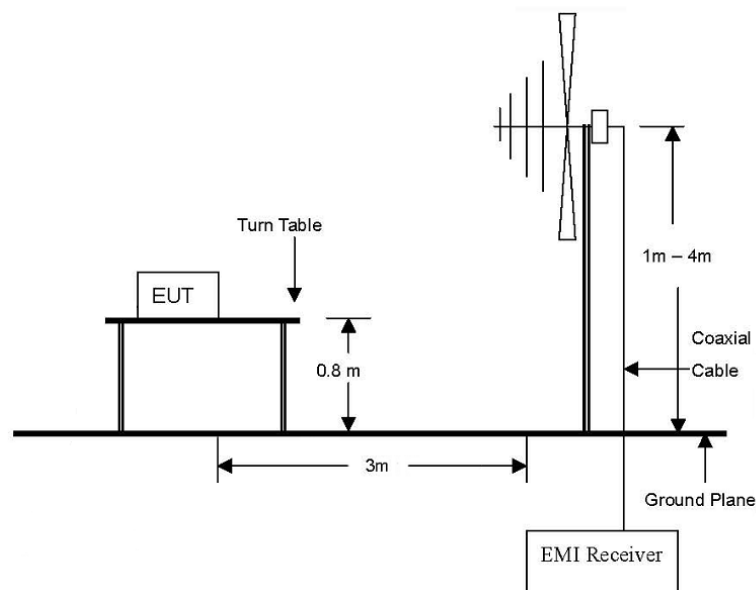 Turn Table
EUT
1m – 4m
0.8 m
Coaxial
Cable
3m
Ground Plane
EMI Receiver